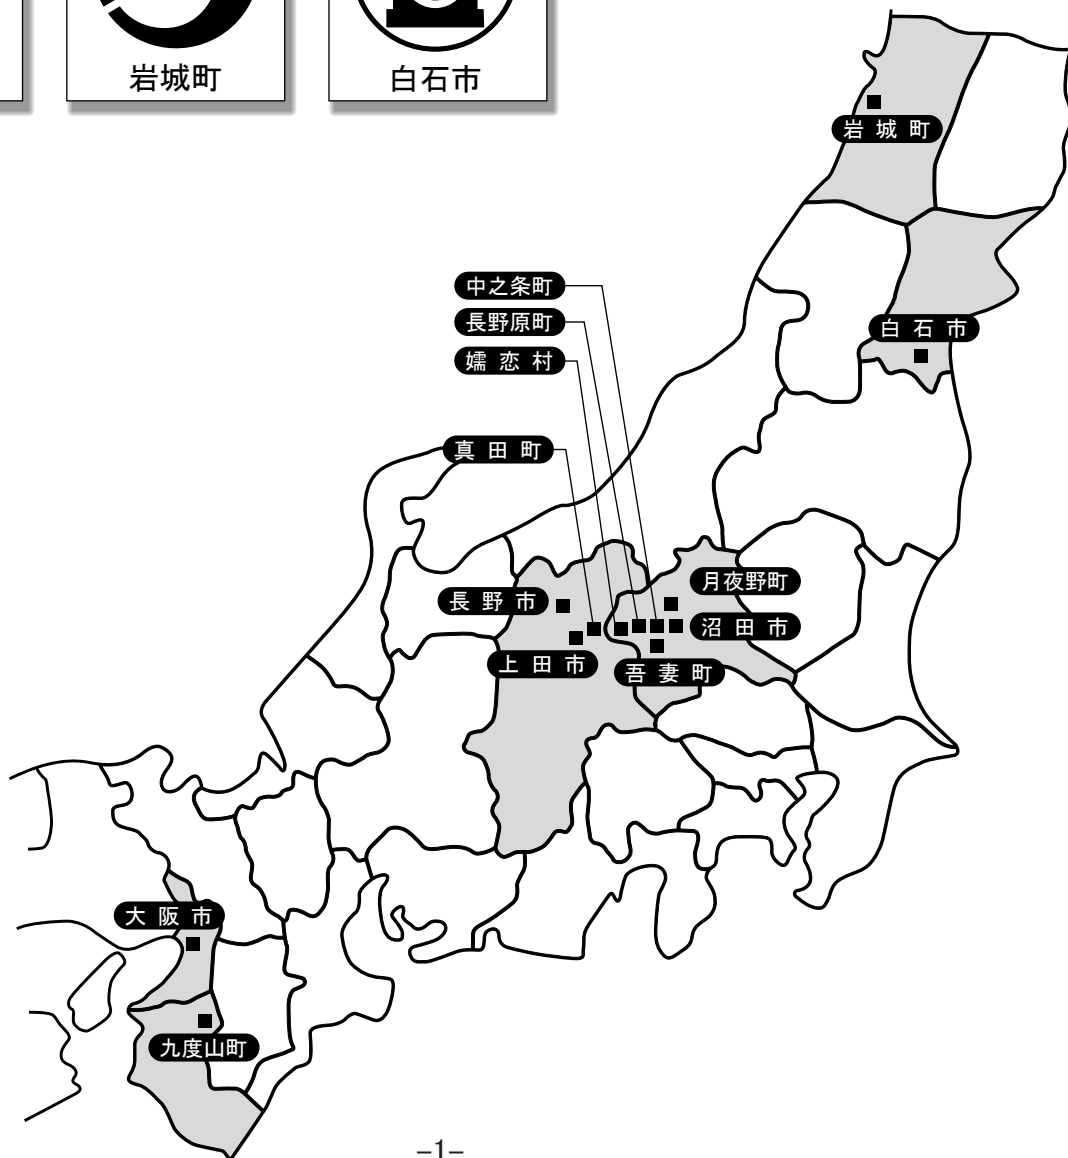 岩城町
白石市
岩城町
中之条町
長野原町
嬬恋村
白石市
真田町
月夜野町
長野市
沼田市
上田市
吾妻町
大阪市
九度山町
−1−